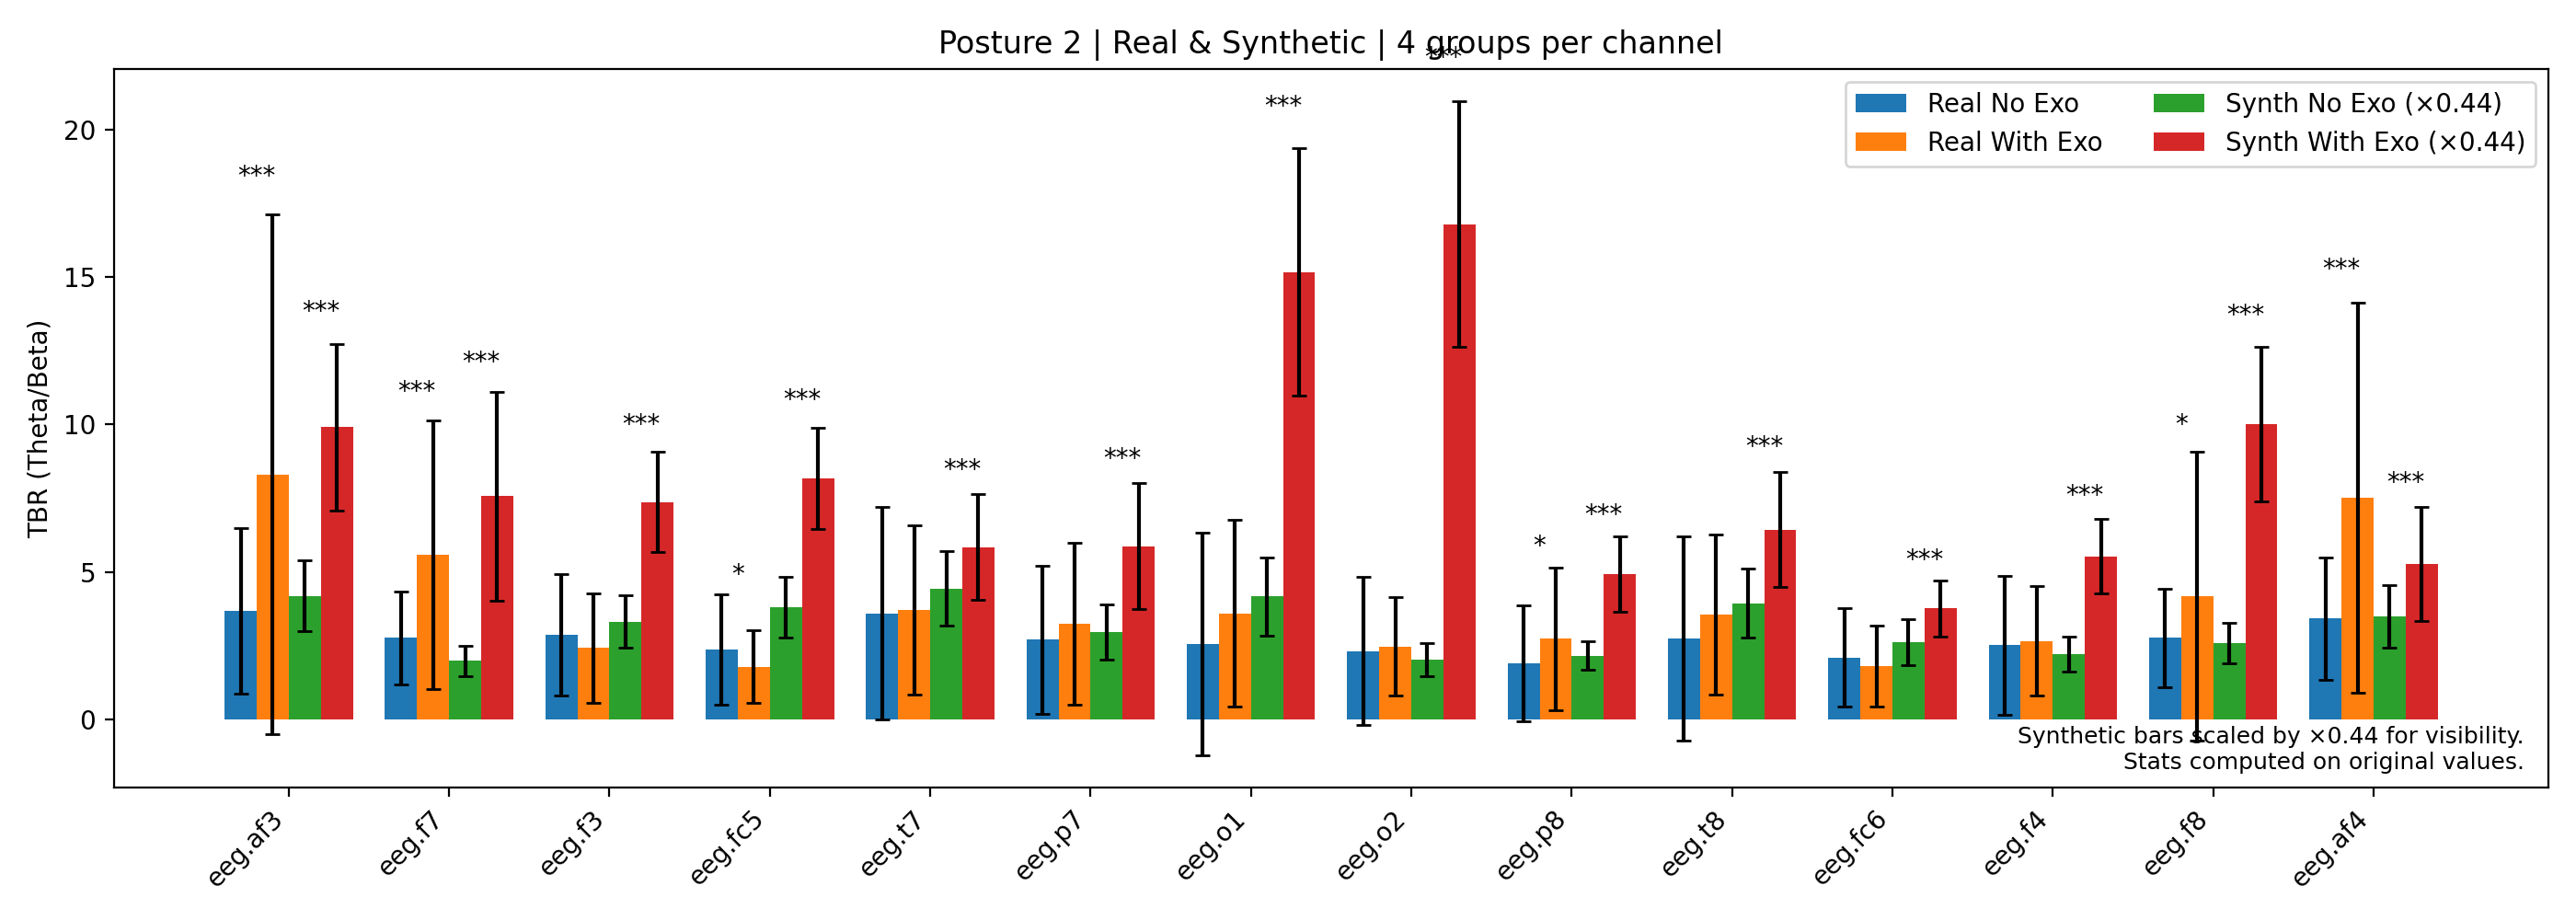 Posture 2 | Real & Synthetic | 4 groups per channel
Real No Exo
Real With Exo
Synth No Exo (×0.44)
Synth With Exo (×0.44)
TBR (Theta/Beta)
20
15
10
5
0
***
***
***
***
***
*
***
***
***
***
***
*
***
***
***
***
*
***
***
***
Synthetic bars scaled by ×0.44 for visibility.
Stats computed on original values.
eeg.af3
eeg.f7
eeg.f3
eeg.fc5
eeg.t7
eeg.p7
eeg.o1
eeg.o2
eeg.p8
eeg.t8
eeg.fc6
eeg.f4
eeg.f8
eeg.af4